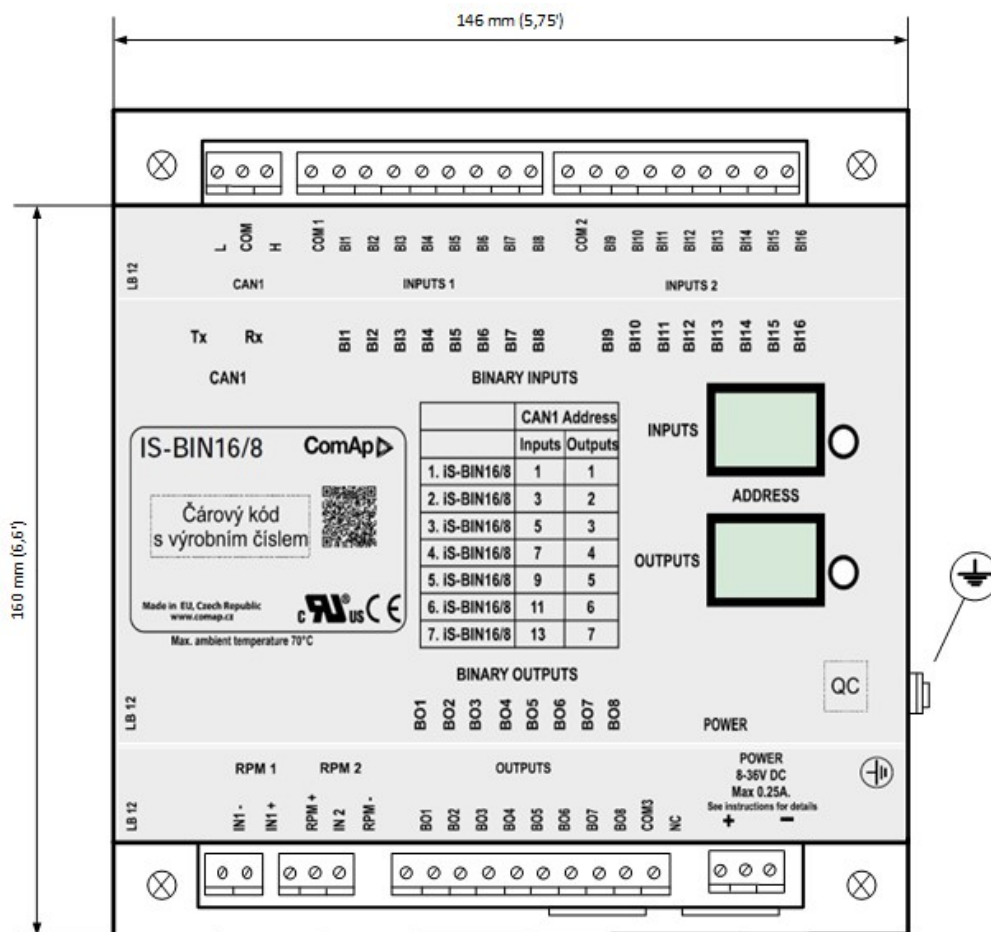 146 mm (5,75')
160 mm (6,6')
L COM H COM 1 BI1 BI2 BI3 BI4 BI5 BI6 BI7 BI8 COM 2 BI9 BI10 BI11 BI12 BI13 BI14 BI15 BI16
LB 12 CAN1 INPUTS 1 INPUTS 2
Tx Rx BI1 BI2 BI3 BI4 BI5 BI6 BI7 BI8 BI9 BI10 BI11 BI12 BI13 BI14 BI15 BI16
CAN1 BINARY INPUTS
IS-BIN16/8 ComAp
Čárový kód
s výrobním číslem
Made in EU, Czech Republic
www.comap.cz
C RU ® US CE
Max. ambient temperature 70°C
CAN1 Address
Inputs Outputs
1. iS-BIN16/8 1 1
2. iS-BIN16/8 3 2
3. iS-BIN16/8 5 3
4. iS-BIN16/8 7 4
5. iS-BIN16/8 9 5
6. iS-BIN16/8 11 6
7. iS-BIN16/8 13 7
INPUTS
ADDRESS
OUTPUTS
BINARY OUTPUTS
QC
LB 12 BO1 BO2 BO3 BO4 BO5 BO6 BO7 BO8 POWER
RPM 1 RPM 2 OUTPUTS
POWER
8-36V DC
Max 0.25A.
See instructions for details
+ −
LB 12 IN1 - IN1 + RPM + IN 2 RPM - BO1 BO2 BO3 BO4 BO5 BO6 BO7 BO8 COM3 NC